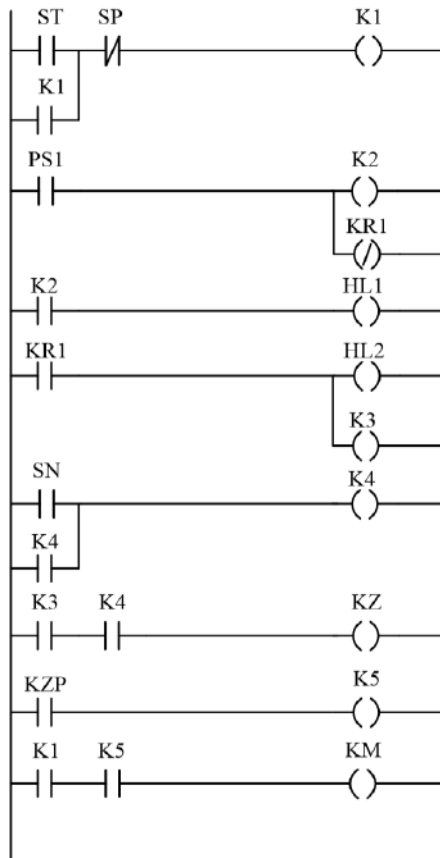 ST SP K1
K1
PS1 K2
KR1
K2 HL1
KR1 HL2
K3
SN K4
K4
K3 K4 KZ
KZP K5
K1 K5 KM